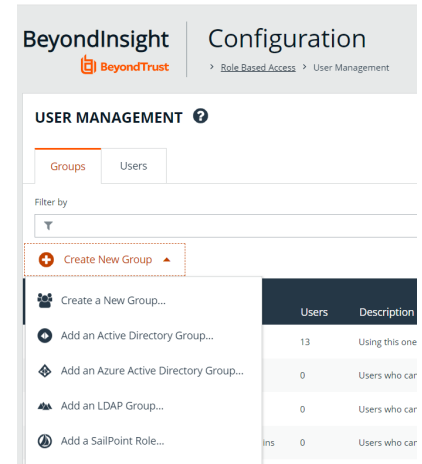 BeyondInsight
BeyondTrust
Configuration
> Role Based Access > User Management
USER MANAGEMENT ?
Groups Users
Filter by
Create New Group
Create a New Group...
Add an Active Directory Group...
Add an Azure Active Directory Group...
Add an LDAP Group...
Add a SailPoint Role...
Users Description
13 Using this one
0 Users who can
0 Users who can
ins 0 Users who can